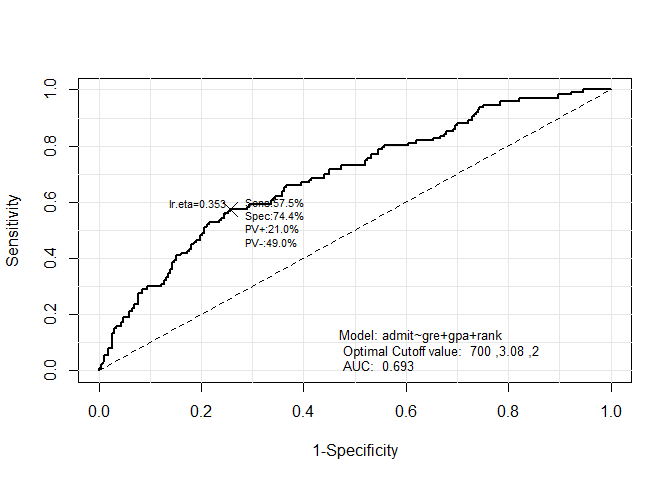 1.0
0.8
0.6
0.4
0.2
0.0
Sensitivity
lr.eta=0.353
Sens:57.5%
Spec:74.4%
PV+:21.0%
PV-:49.0%
Model: admit~gre+gpa+rank
Optimal Cutoff value: 700 ,3.08 ,2
AUC: 0.693
0.0 0.2 0.4 0.6 0.8 1.0
1-Specificity